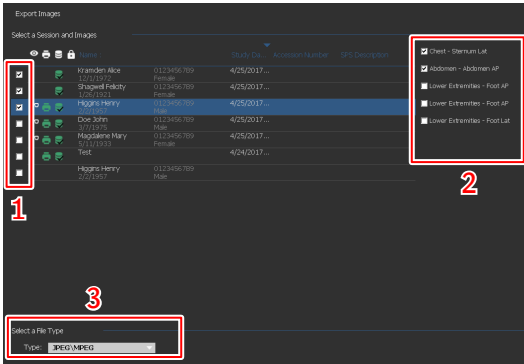 Export Images
Select a Session and Images
Name Study Da... Accession Number SPS Description
Kramden Alice 0123456789 4/25/2017...
12/1/1972 Female
Shagwell Felicity 0123456789 4/25/2017...
1/26/1921 Female
Higgins Henry 0123456789 4/25/2017...
2/2/1957 Male
Doe John 0123456789 4/25/2017...
3/7/1975 Male
Magdalene Mary 0123456789 4/25/2017...
5/11/1933 Female
Test 4/24/2017...
Higgins Henry 0123456789
2/2/1957 Male
Chest - Sternum Lat
Abdomen - Abdomen AP
Lower Extremities - Foot AP
Lower Extremities - Foot AP
Lower Extremities - Foot Lat
1
2
3
Select a File Type
Type: JPEG\MPEG